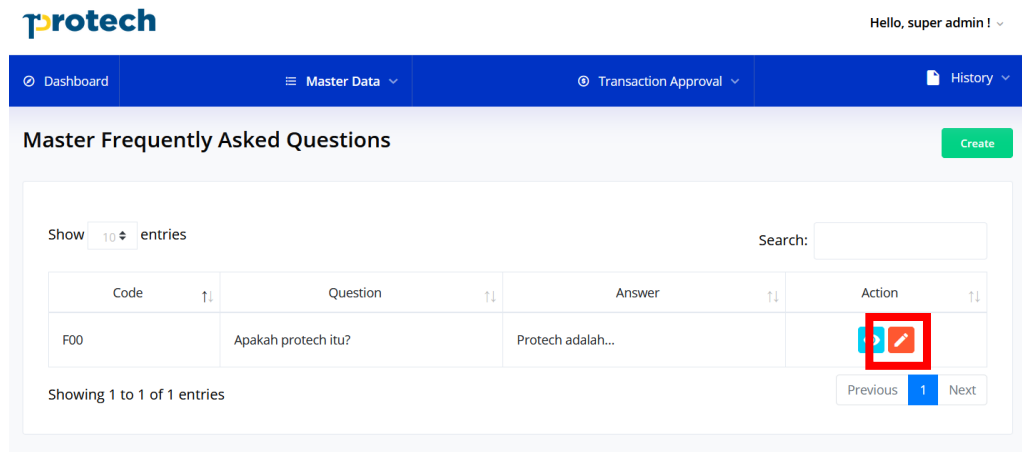 protech
Hello, super admin !
Dashboard Master Data Transaction Approval History
Master Frequently Asked Questions
Create
Show 10 entries
Search:
Code Question Answer Action
F00 Apakah protech itu? Protech adalah...
Showing 1 to 1 of 1 entries
Previous 1 Next